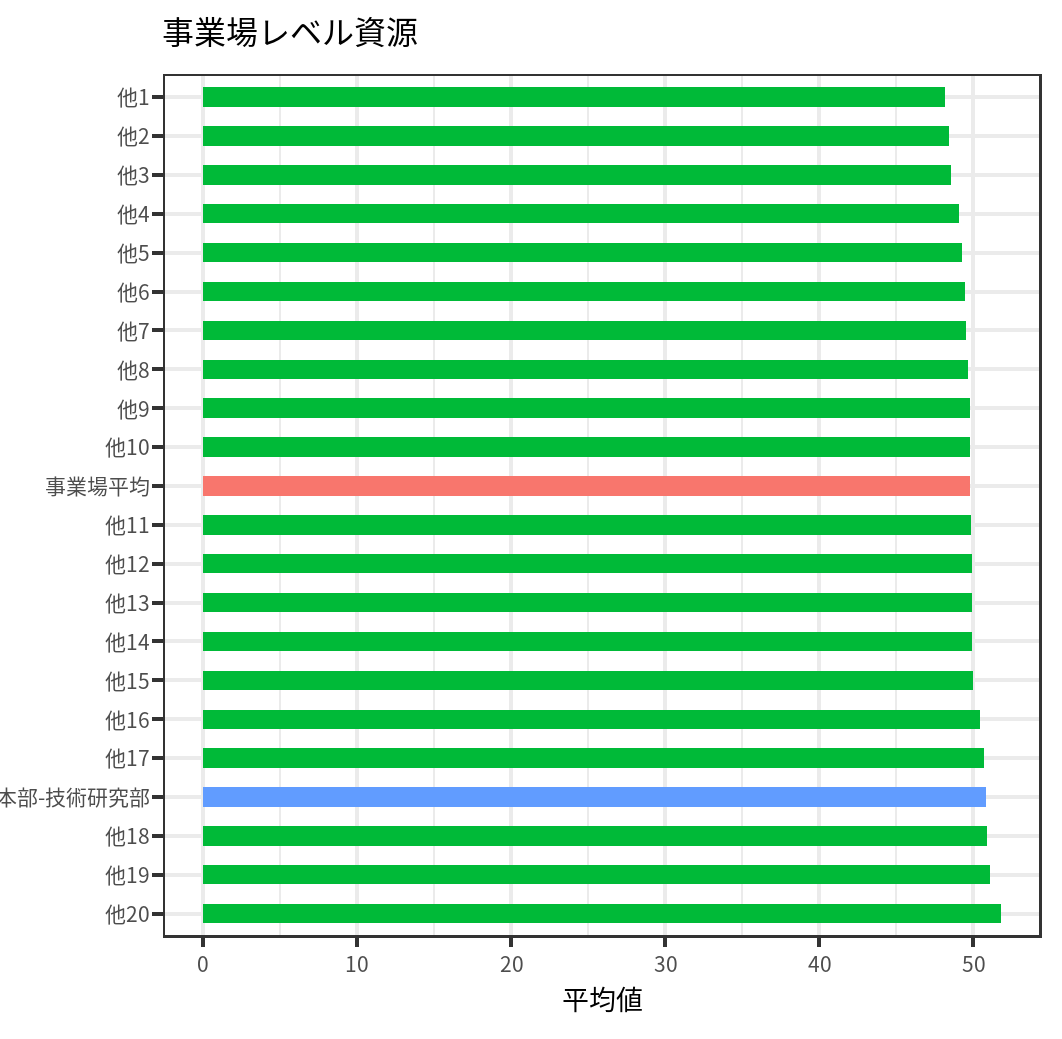 事業場レベル資源
他1
他2
他3
他4
他5
他6
他7
他8
他9
他10
事業場平均
他11
他12
他13
他14
他15
他16
他17
本部-技術研究部
他18
他19
他20
0 10 20 30 40 50
平均値